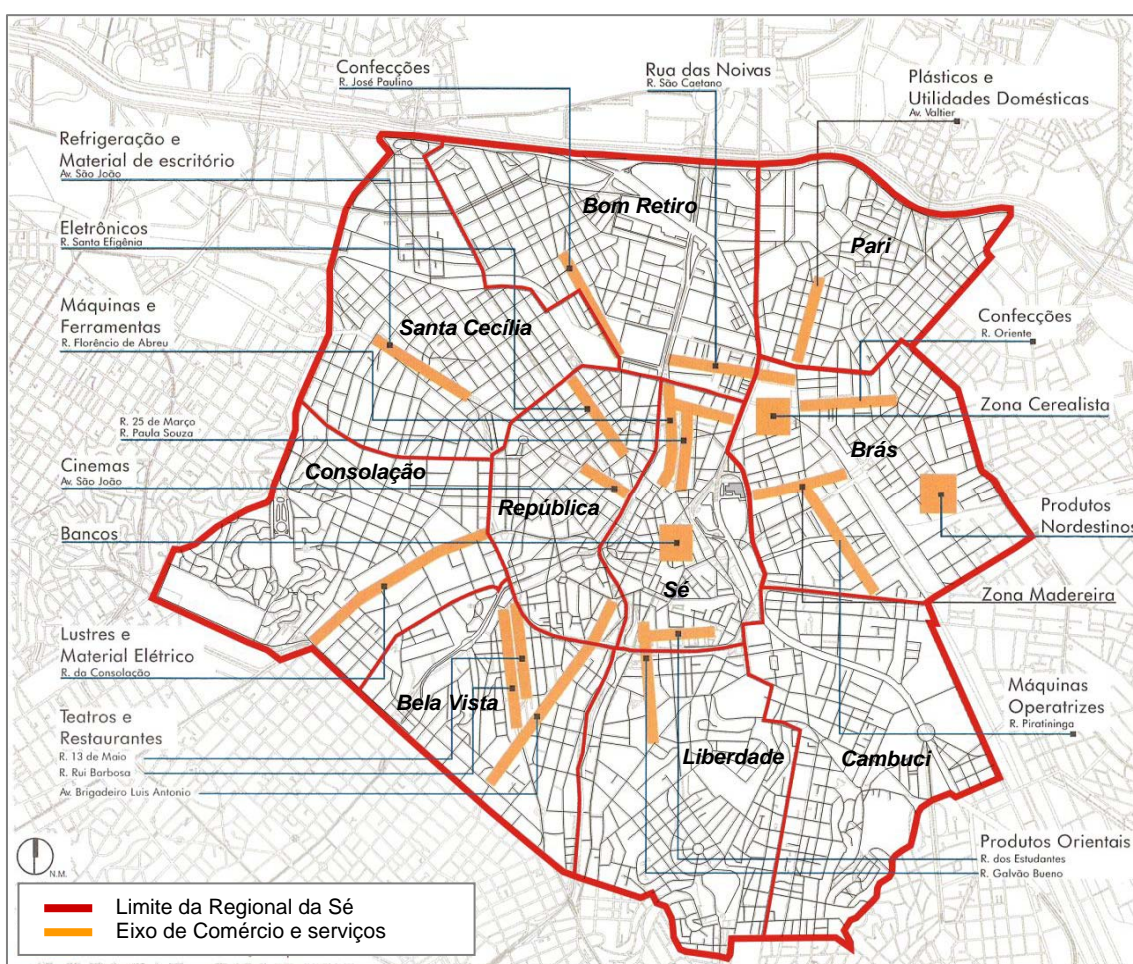 Confecções
R. José Paulino
Rua das Noivas
R. São Caetano
Plásticos e
Utilidades Domésticas
Av. Valtier
Refrigeração e
Material de escritório
Av. São João
Eletrônicos
R. Santa Efigênia
Máquinas e
Ferramentas
R. Florêncio de Abreu
R. 25 de Março
R. Paula Souza
Cinemas
Av. São João
Bancos
Lustres e
Material Elétrico
R. da Consolação
Teatros e
Restaurantes
R. 13 de Maio
R. Rui Barbosa
Av. Brigadeiro Luis Antonio
Bom Retiro
Pari
Santa Cecília
Consolação
República
Brás
Sé
Bela Vista
Liberdade
Cambuci
Confecções
R. Oriente
Zona Cerealista
Produtos
Nordestinos
Zona Madereira
Máquinas
Operatrizes
R. Piratininga
Produtos Orientais
R. dos Estudantes
R. Galvão Bueno
N.M.
Limite da Regional da Sé
Eixo de Comércio e serviços